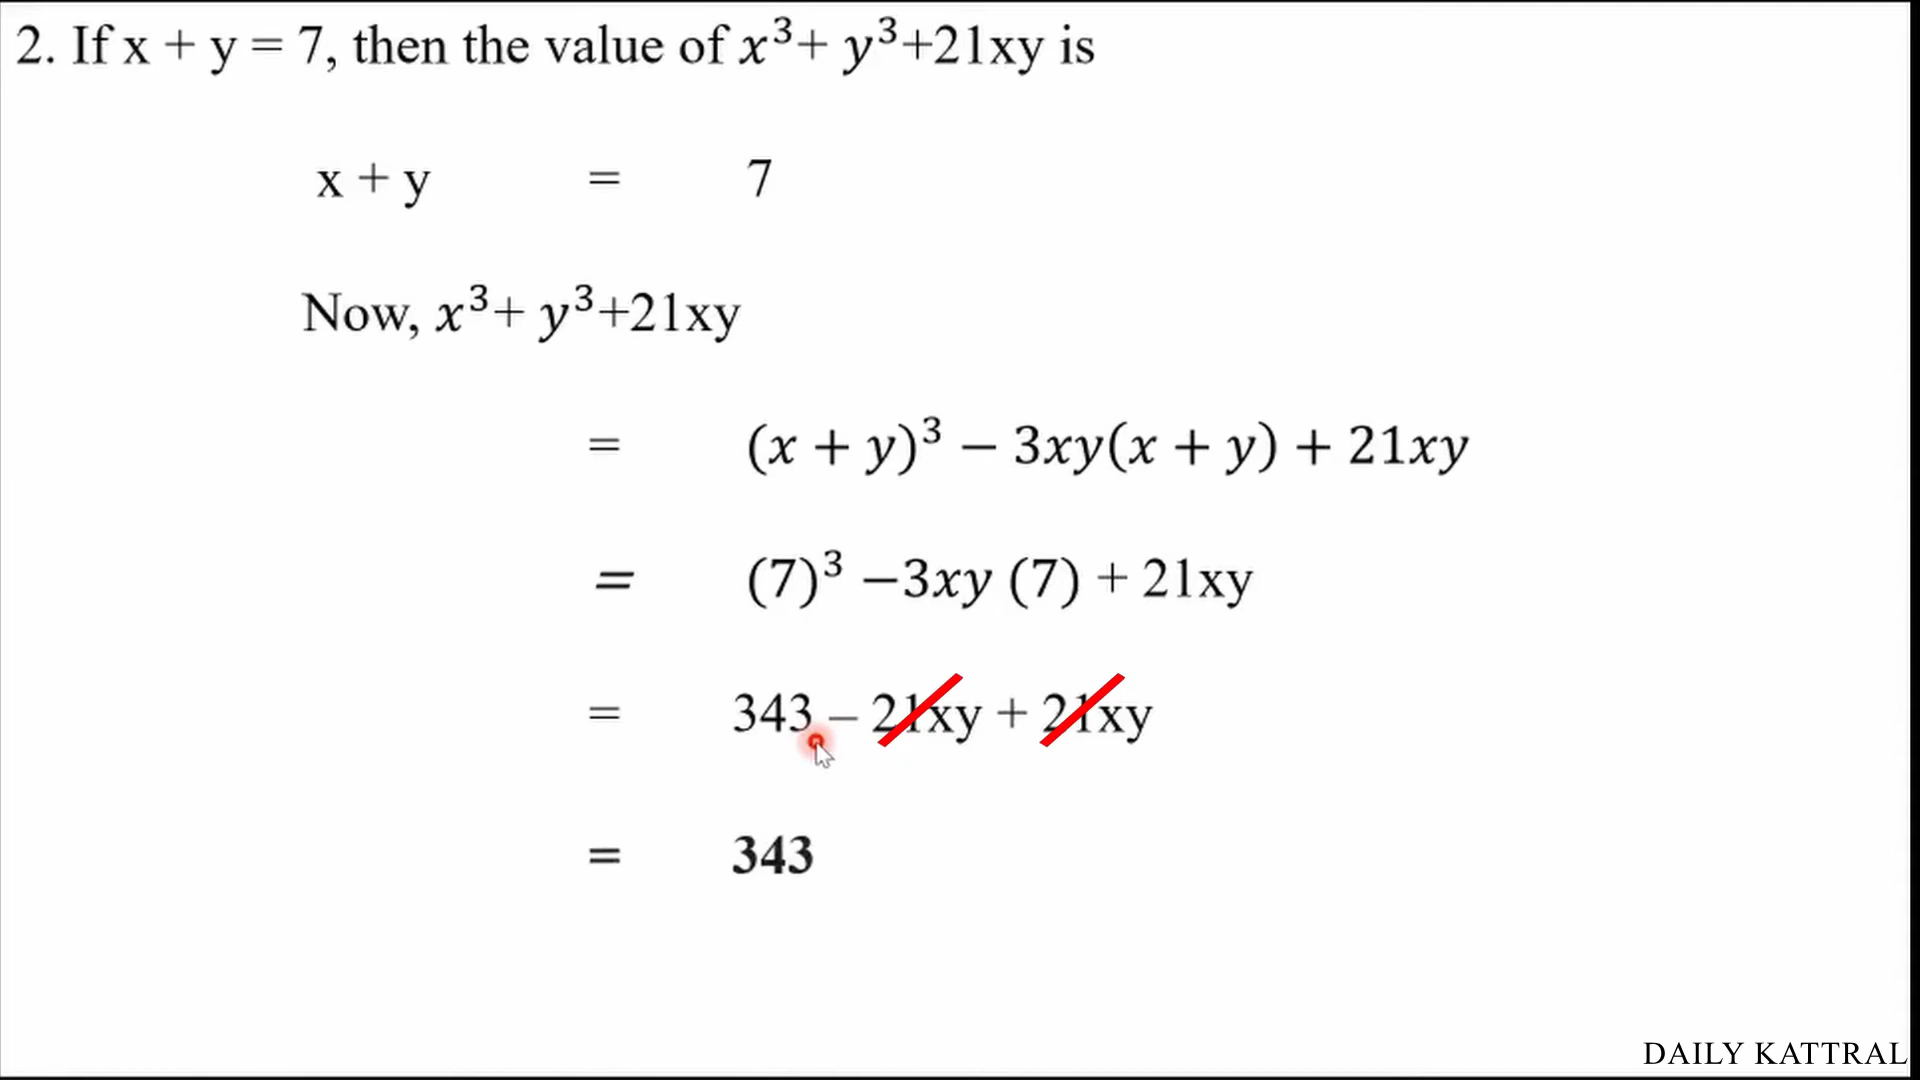 2. If x + y = 7, then the value of x³+ y³+21xy is
x + y = 7
Now, x³+ y³+21xy
= (x + y)³ − 3xy(x + y) + 21xy
= (7)³ −3xy (7) + 21xy
= 343 – 21xy + 21xy
= 343
DAILY KATTRAL